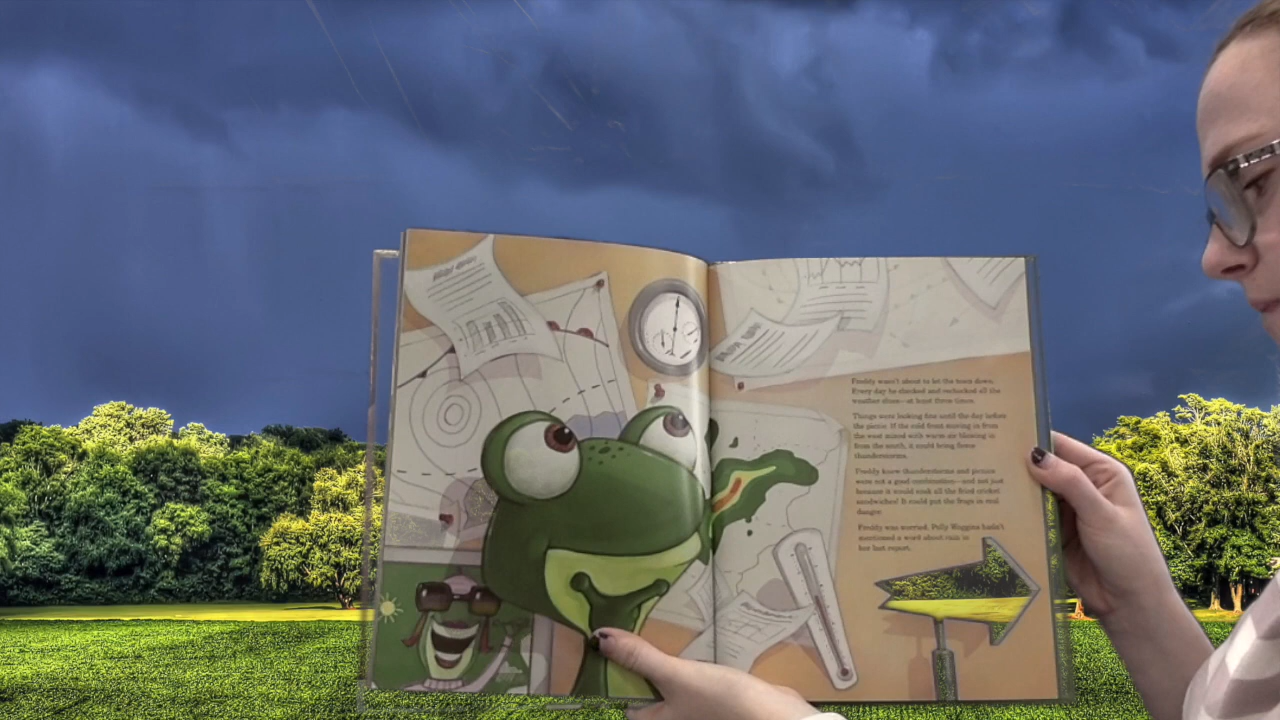 Freddy wasn't about to let the town down.
Every day he checked and rechecked all the
weather clues—at least three times.
Things were looking fine until the day before
the picnic. If the cold front moving in from
the west mixed with warm air blowing in
from the south, it could bring fierce
thunderstorms.
Freddy knew thunderstorms and picnics
were not a good combination—and not just
because it would soak all the fried cricket
sandwiches! It could put the frogs in real
danger.
Freddy was worried. Polly Woggins hadn't
mentioned a word about rain in
her last report.